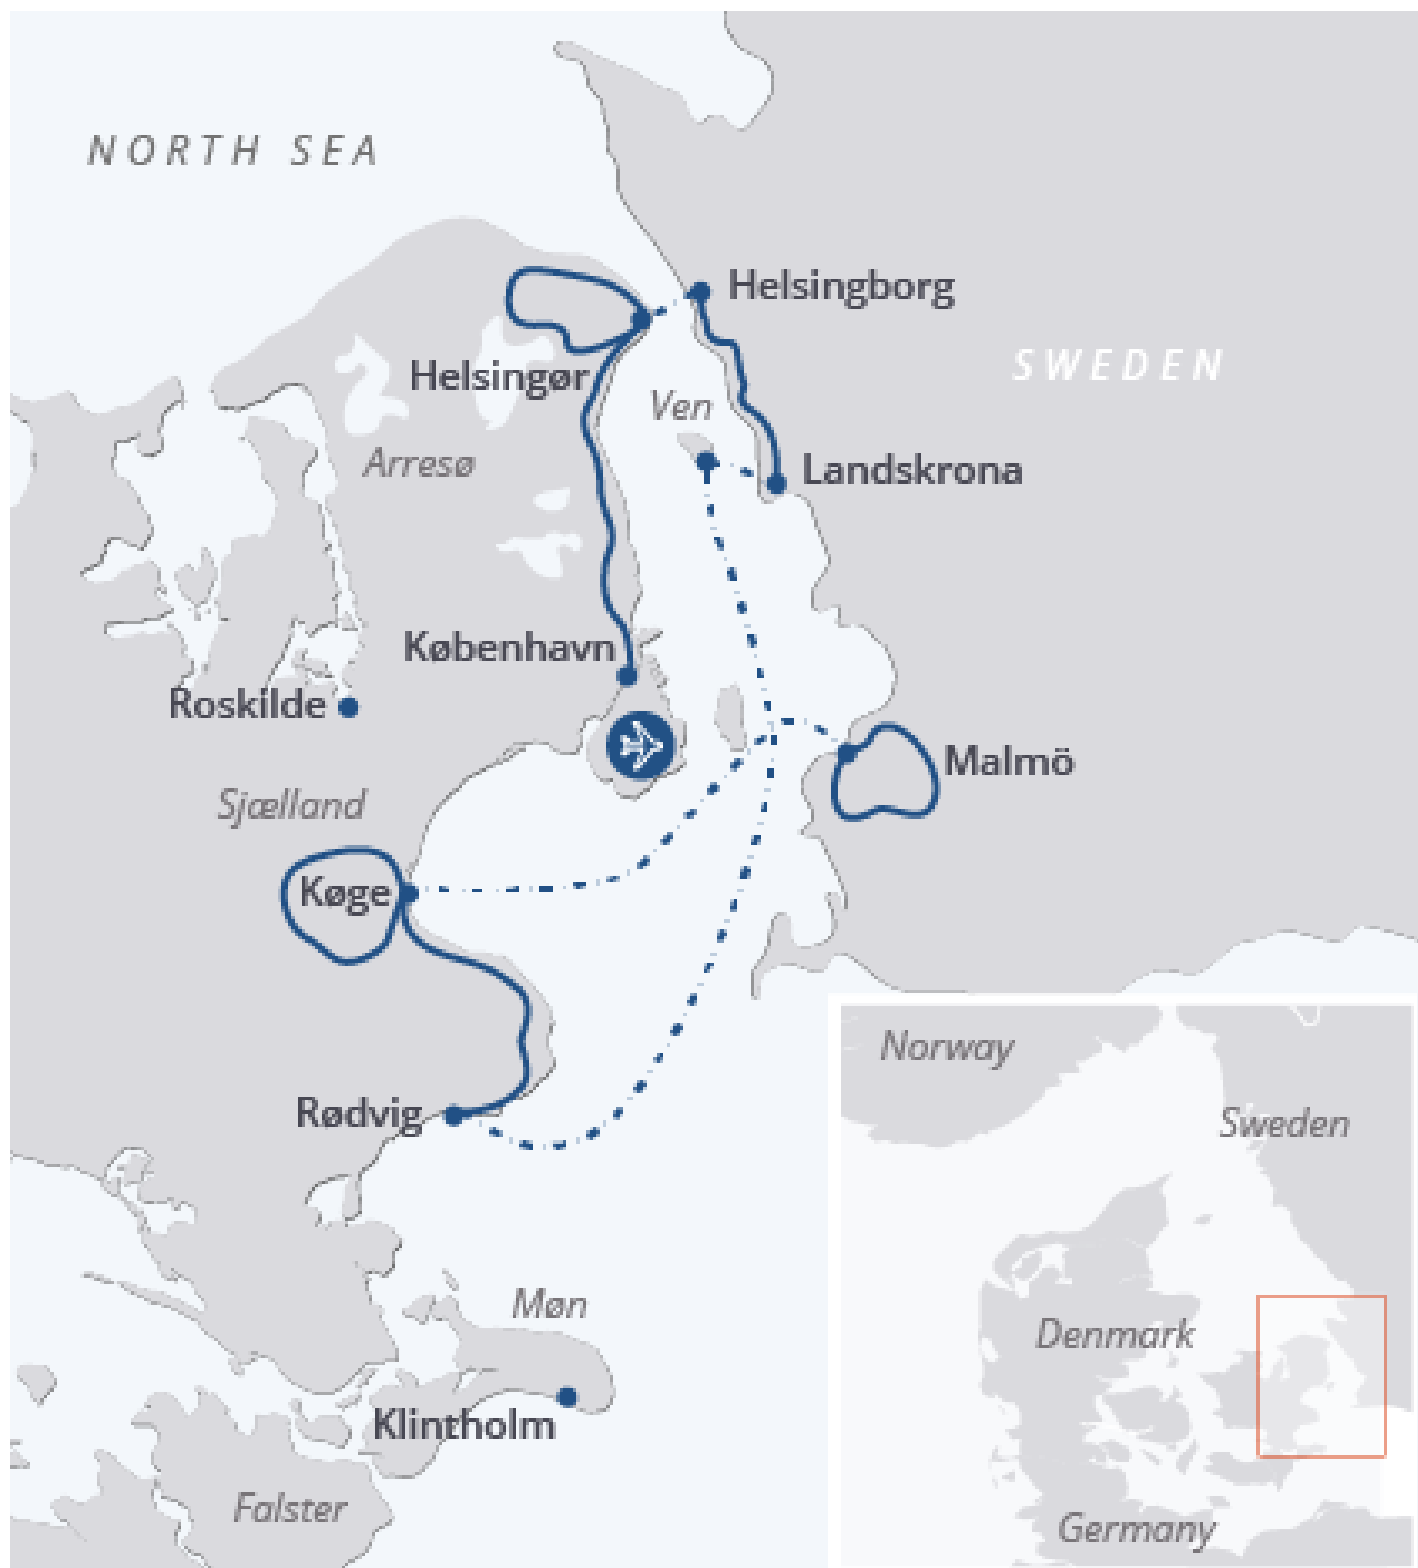 NORTH SEA
Helsingborg
SWEDEN
Helsingør
Ven
Arresø
Landskrona
København
Roskilde
Malmö
Sjælland
Køge
Rødvig
Møn
Klintholm
Falster
Norway
Sweden
Denmark
Germany